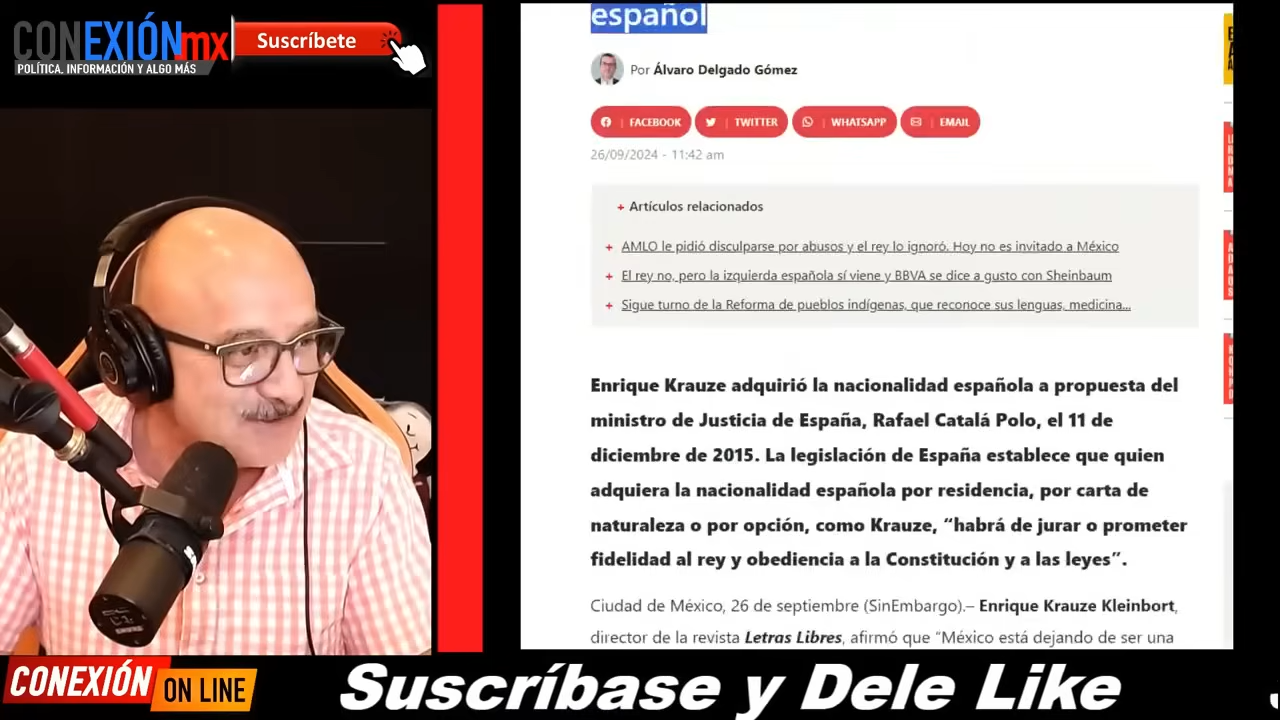 CONEXIÓNmx
POLÍTICA, INFORMACIÓN Y ALGO MÁS
Suscríbete
español
Por Álvaro Delgado Gómez
FACEBOOK
TWITTER
WHATSAPP
EMAIL
26/09/2024 - 11:42 am
+ Artículos relacionados
+ AMLO le pidió disculparse por abusos y el rey lo ignoró. Hoy no es invitado a México
+ El rey no, pero la izquierda española sí viene y BBVA se dice a gusto con Sheinbaum
+ Sigue turno de la Reforma de pueblos indígenas, que reconoce sus lenguas, medicina...
Enrique Krauze adquirió la nacionalidad española a propuesta del
ministro de Justicia de España, Rafael Catalá Polo, el 11 de
diciembre de 2015. La legislación de España establece que quien
adquiera la nacionalidad española por residencia, por carta de
naturaleza o por opción, como Krauze, “habrá de jurar o prometer
fidelidad al rey y obediencia a la Constitución y a las leyes”.
Ciudad de México, 26 de septiembre (SinEmbargo).– Enrique Krauze Kleinbort,
director de la revista Letras Libres, afirmó que “México está dejando de ser una
CONEXIÓN ON LINE
Suscríbase y Dele Like